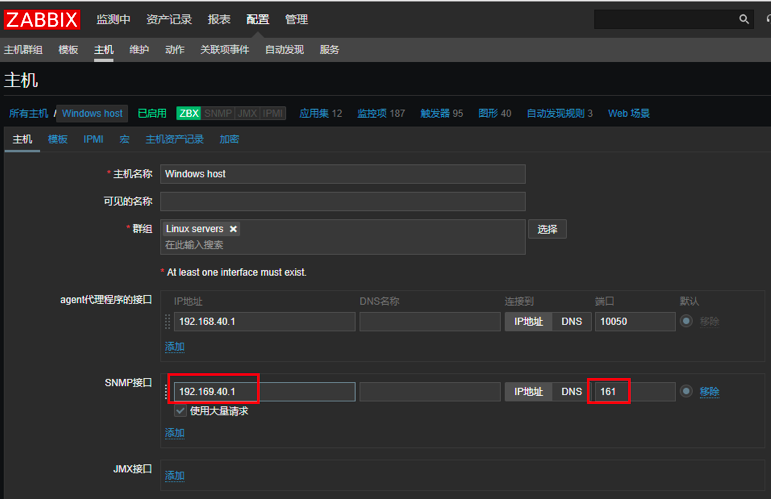 ZABBIX 监测中 资产记录 报表 配置 管理
主机群组 模板 主机 维护 动作 关联项事件 自动发现 服务
主机
所有主机 / Windows host 已启用 ZBX SNMP JMX IPMI 应用集 12 监控项 187 触发器 95 图形 40 自动发现规则 3 Web 场景
主机 模板 IPMI 宏 主机资产记录 加密
* 主机名称 Windows host
可见的名称
* 群组 Linux servers ✖ 选择
在此输入搜索
* At least one interface must exist.
agent代理程序的接口 IP地址 DNS名称 连接到 端口 默认
192.168.40.1 IP地址 DNS 10050 移除
添加
SNMP接口 192.169.40.1 IP地址 DNS 161 移除
使用大量请求
添加
JMX接口 添加